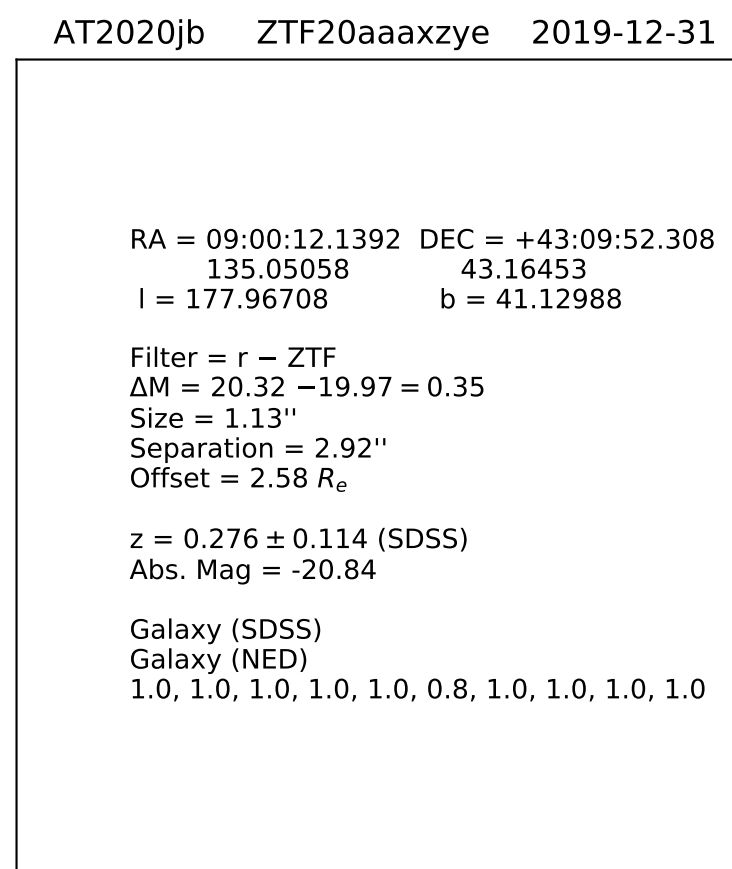 AT2020jb ZTF20aaaxzye 2019-12-31
RA = 09:00:12.1392 DEC = +43:09:52.308
135.05058 43.16453
l = 177.96708 b = 41.12988
Filter = r − ZTF
ΔM = 20.32 −19.97 = 0.35
Size = 1.13''
Separation = 2.92''
Offset = 2.58 Rₑ
z = 0.276 ± 0.114 (SDSS)
Abs. Mag = -20.84
Galaxy (SDSS)
Galaxy (NED)
1.0, 1.0, 1.0, 1.0, 1.0, 0.8, 1.0, 1.0, 1.0, 1.0